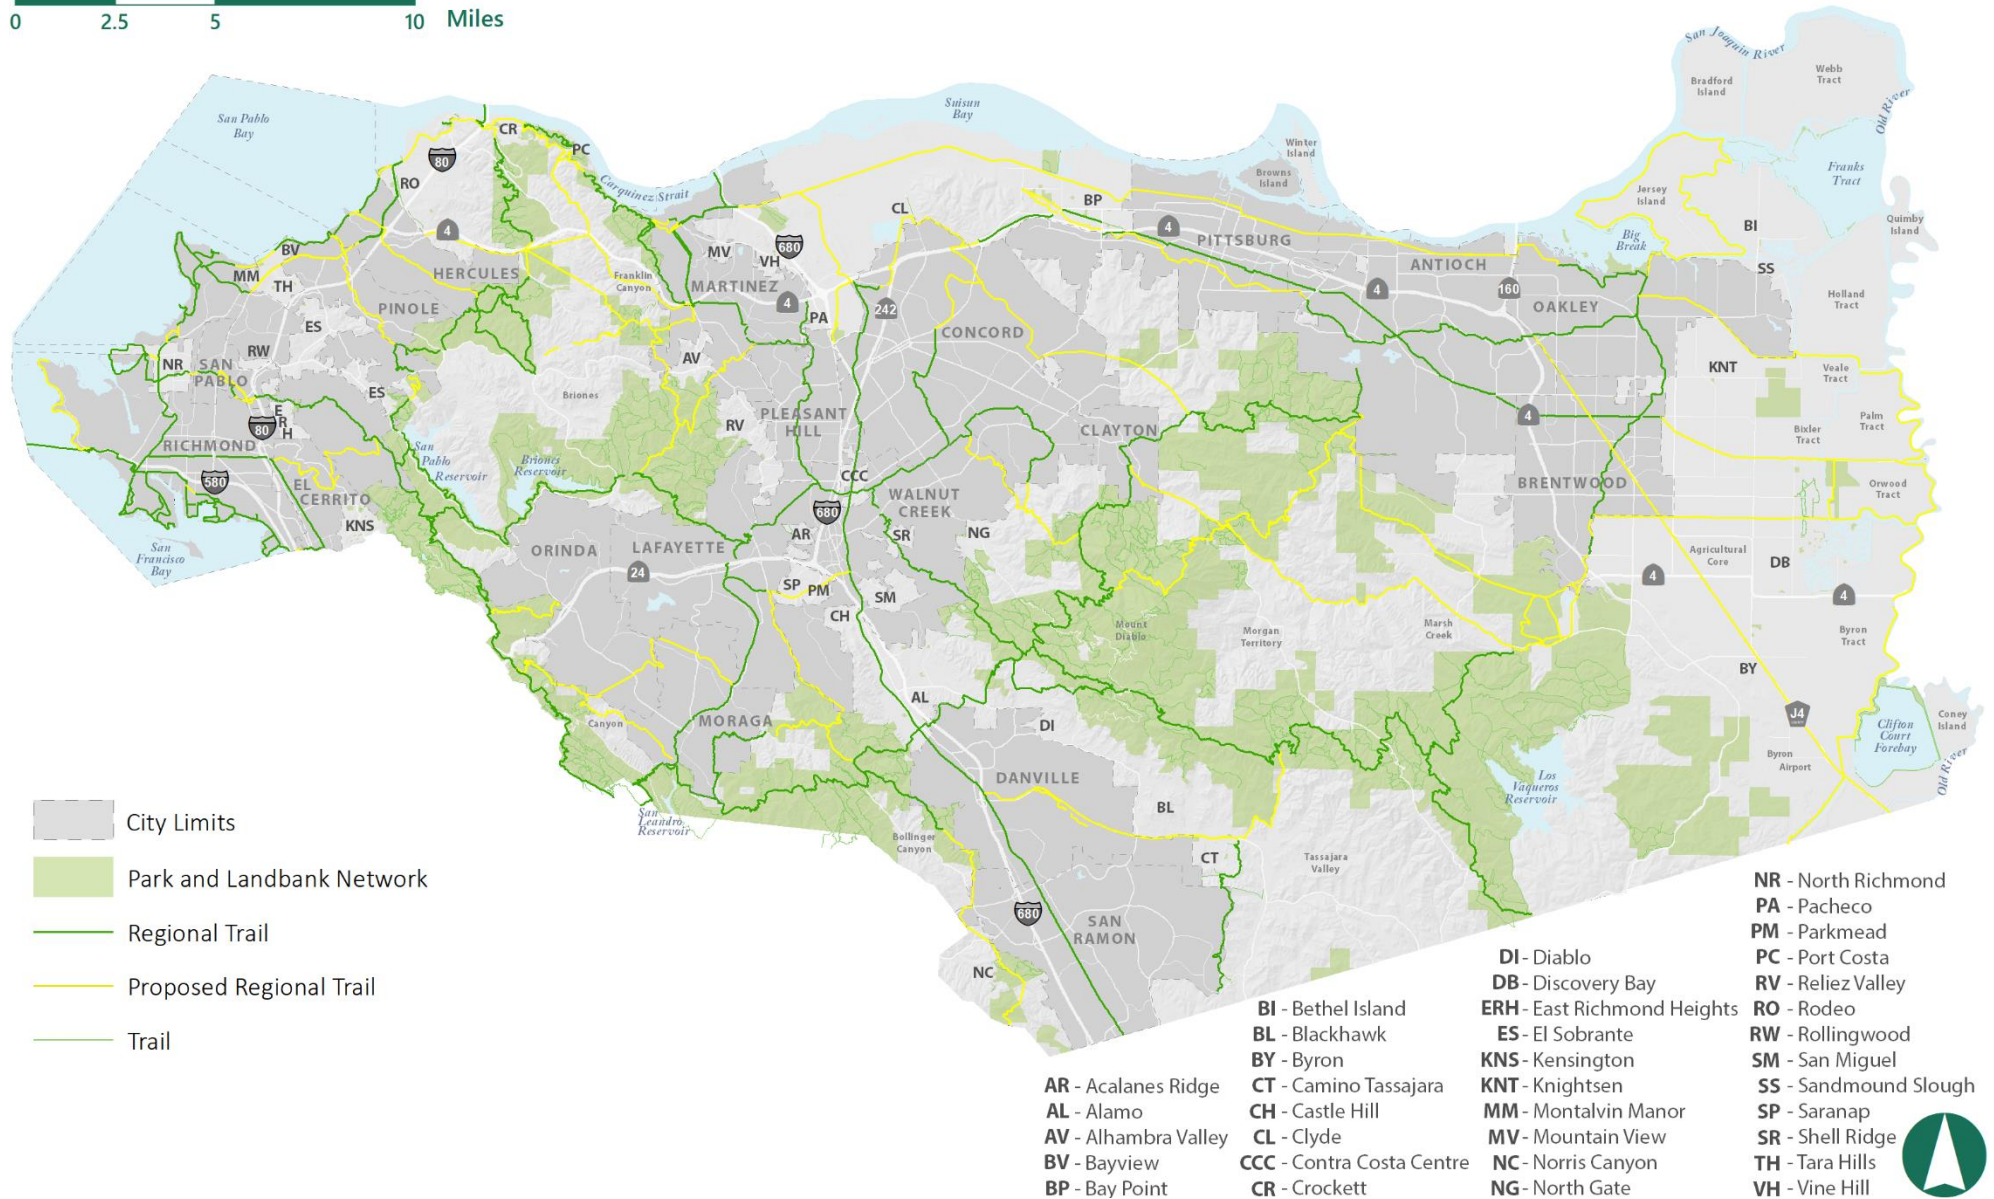 0 2.5 5 10 Miles
San Joaquin River
Webb
Tract
Bradford
Island
Old River
San Pablo
Bay
Suisun
Bay
CR
PC
80
RO
Carquinez Strait
Winter
Island
Browns
Island
Franks
Tract
Jersey
Island
Quimby
Island
BI
Big
Break
BP
CL
4
PITTSBURG
4
BV
MM
TH
HERCULES
Franklin
Canyon
MV
VH
680
MARTINEZ
4
PA
242
ANTIOCH
4
160
OAKLEY
SS
Holland
Tract
PINOLE
ES
RW
NR
SAN
PABLO
ES
CONCORD
AV
KNT
Veale
Tract
Briones
PLEASANT
HILL
RV
E
R
H
80
RICHMOND
CLAYTON
4
Bixler
Tract
Palm
Tract
San
Pablo
Reservoir
Briones
Reservoir
580
EL
CERRITO
KNS
CCC
680
WALNUT
CREEK
BRENTWOOD
Orwood
Tract
San
Francisco
Bay
ORINDA
LAFAYETTE
24
AR
SR
NG
SP
PM
SM
CH
Agricultural
Core
DB
4
4
Mount
Diablo
Morgan
Territory
Marsh
Creek
Byron
Tract
BY
AL
DI
Canyon
MORAGA
J4
Clifton
Court
Forebay
Coney
Island
Old River
Byron
Airport
DANVILLE
BL
Los
Vaqueros
Reservoir
San
Leandro
Reservoir
Bollinger
Canyon
CT
Tassajara
Valley
680
SAN
RAMON
NC
City Limits
Park and Landbank Network
Regional Trail
Proposed Regional Trail
Trail
AR - Acalanes Ridge
AL - Alamo
AV - Alhambra Valley
BV - Bayview
BP - Bay Point
BI - Bethel Island
BL - Blackhawk
BY - Byron
CT - Camino Tassajara
CH - Castle Hill
CL - Clyde
CCC - Contra Costa Centre
CR - Crockett
DI - Diablo
DB - Discovery Bay
ERH - East Richmond Heights
ES - El Sobrante
KNS - Kensington
KNT - Knightsen
MM - Montalvin Manor
MV - Mountain View
NC - Norris Canyon
NG - North Gate
NR - North Richmond
PA - Pacheco
PM - Parkmead
PC - Port Costa
RV - Reliez Valley
RO - Rodeo
RW - Rollingwood
SM - San Miguel
SS - Sandmound Slough
SP - Saranap
SR - Shell Ridge
TH - Tara Hills
VH - Vine Hill